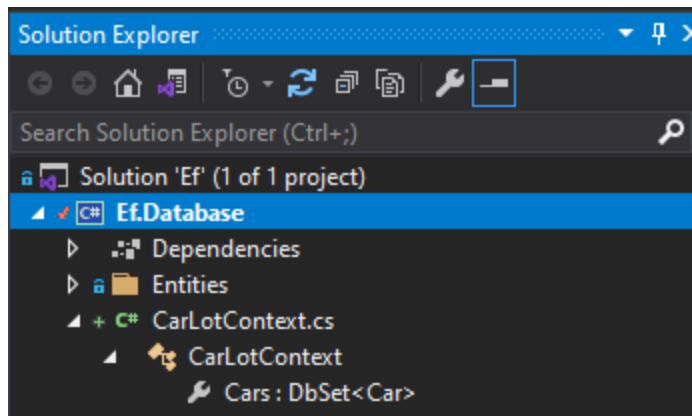 Solution Explorer
Search Solution Explorer (Ctrl+;)
Solution 'Ef' (1 of 1 project)
C# Ef.Database
Dependencies
Entities
+ C# CarLotContext.cs
CarLotContext
Cars : DbSet<Car>